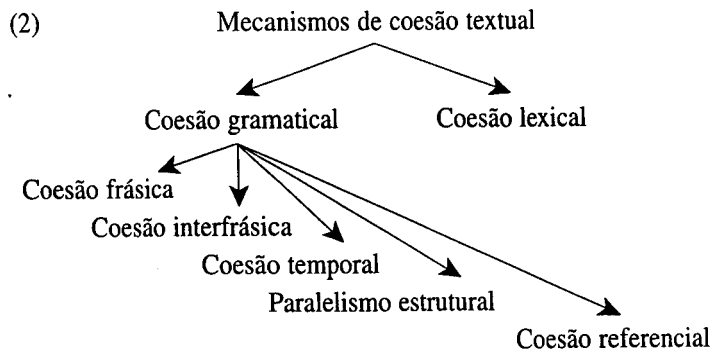 (2) Mecanismos de coesão textual
Coesão gramatical Coesão lexical
Coesão frásica
Coesão interfrásica
Coesão temporal
Paralelismo estrutural
Coesão referencial